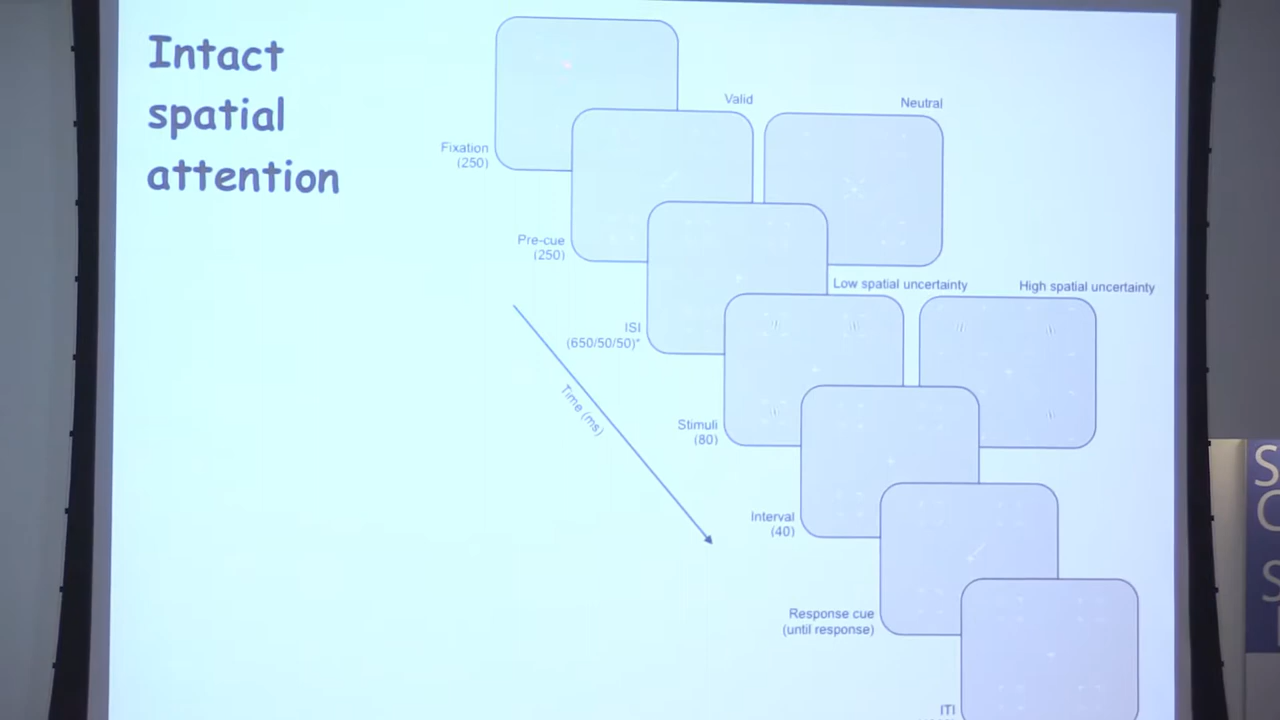 Intact
spatial
attention
Fixation
(250)
Valid
Neutral
Pre-cue
(250)
ISI
(650/50/50)*
Low spatial uncertainty
High spatial uncertainty
Time (ms)
Stimuli
(80)
Interval
(40)
Response cue
(until response)
ITI
S
C
S